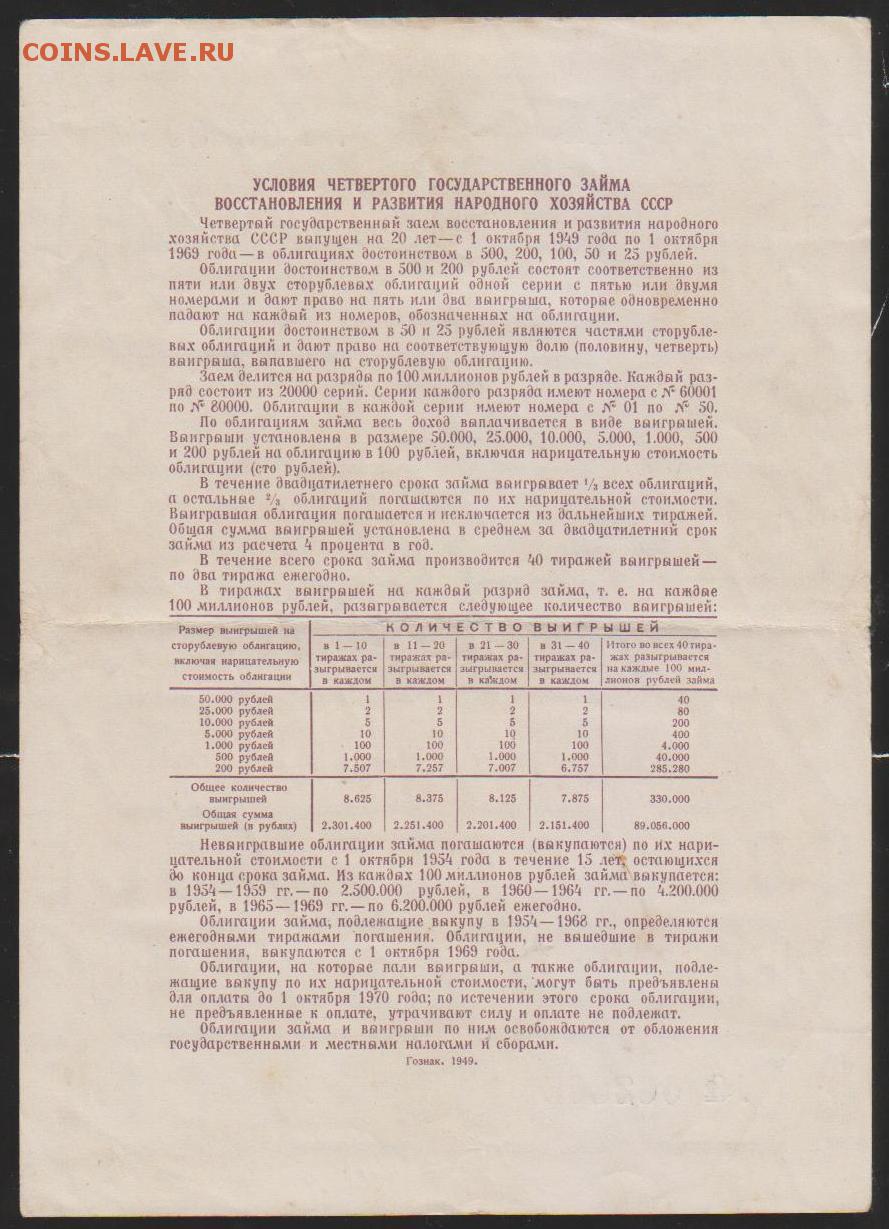 COINS.LAVE.RU
УСЛОВИЯ ЧЕТВЕРТОГО ГОСУДАРСТВЕННОГО ЗАЙМА
ВОССТАНОВЛЕНИЯ И РАЗВИТИЯ НАРОДНОГО ХОЗЯЙСТВА СССР
Четвертый государственный заем восстановления и развития народного
хозяйства СССР выпущен на 20 лет—с 1 октября 1949 года по 1 октября
1969 года—в облигациях достоинством в 500, 200, 100, 50 и 25 рублей.
Облигации достоинством в 500 и 200 рублей состоят соответственно из
пяти или двух сторублевых облигаций одной серии с пятью или двумя
номерами и дают право на пять или два выигрыша, которые одновременно
падают на каждый из номеров, обозначенных на облигации.
Облигации достоинством в 50 и 25 рублей являются частями сторубле-
вых облигаций и дают право на соответствующую долю (половину, четверть)
выигрыша, выпавшего на сторублевую облигацию.
Заем делится на разряды по 100 миллионов рублей в разряде. Каждый раз-
ряд состоит из 20000 серий. Серии каждого разряда имеют номера с № 60001
по № 80000. Облигации в каждой серии имеют номера с № 01 по № 50.
По облигациям займа весь доход выплачивается в виде выигрышей.
Выигрыши установлены в размере 50.000, 25.000, 10.000, 5.000, 1.000, 500
и 200 рублей на облигацию в 100 рублей, включая нарицательную стоимость
облигации (сто рублей).
В течение двадцатилетнего срока займа выигрывает ¹/₃ всех облигаций,
а остальные ²/₃ облигаций погашаются по их нарицательной стоимости.
Выигравшая облигация погашается и исключается из дальнейших тиражей.
Общая сумма выигрышей установлена в среднем за двадцатилетний срок
займа из расчета 4 процента в год.
В течение всего срока займа производится 40 тиражей выигрышей—
по два тиража ежегодно.
В тиражах выигрышей на каждый разряд займа, т. е. на каждые
100 миллионов рублей, разыгрывается следующее количество выигрышей:
Размер выигрышей на сторублевую облигацию, включая нарицательную стоимость облигации
КОЛИЧЕСТВО ВЫИГРЫШЕЙ
в 1—10 тиражах разыгрывается в каждом
в 11—20 тиражах разыгрывается в каждом
в 21—30 тиражах разыгрывается в каждом
в 31—40 тиражах разыгрывается в каждом
Итого во всех 40 тиражах разыгрывается на каждые 100 миллионов рублей займа
50.000 рублей 1 1 1 1 40
25.000 рублей 2 2 2 2 80
10.000 рублей 5 5 5 5 200
5.000 рублей 10 10 10 10 400
1.000 рублей 100 100 100 100 4.000
500 рублей 1.000 1.000 1.000 1.000 40.000
200 рублей 7.507 7.257 7.007 6.757 285.280
Общее количество
выигрышей 8.625 8.375 8.125 7.875 330.000
Общая сумма
выигрышей (в рублях) 2.301.400 2.251.400 2.201.400 2.151.400 89.056.000
Невыигравшие облигации займа погашаются (выкупаются) по их нари-
цательной стоимости с 1 октября 1954 года в течение 15 лет, остающихся
до конца срока займа. Из каждых 100 миллионов рублей займа выкупается:
в 1954—1959 гг.—по 2.500.000 рублей, в 1960—1964 гг.—по 4.200.000
рублей, в 1965—1969 гг.—по 6.200.000 рублей ежегодно.
Облигации займа, подлежащие выкупу в 1954—1968 гг., определяются
ежегодными тиражами погашения. Облигации, не вышедшие в тиражи
погашения, выкупаются с 1 октября 1969 года.
Облигации, на которые пали выигрыши, а также облигации, подле-
жащие выкупу по их нарицательной стоимости, могут быть предъявлены
для оплаты до 1 октября 1970 года; по истечении этого срока облигации,
не предъявленные к оплате, утрачивают силу и оплате не подлежат.
Облигации займа и выигрыши по ним освобождаются от обложения
государственными и местными налогами и сборами.
Гознак. 1949.